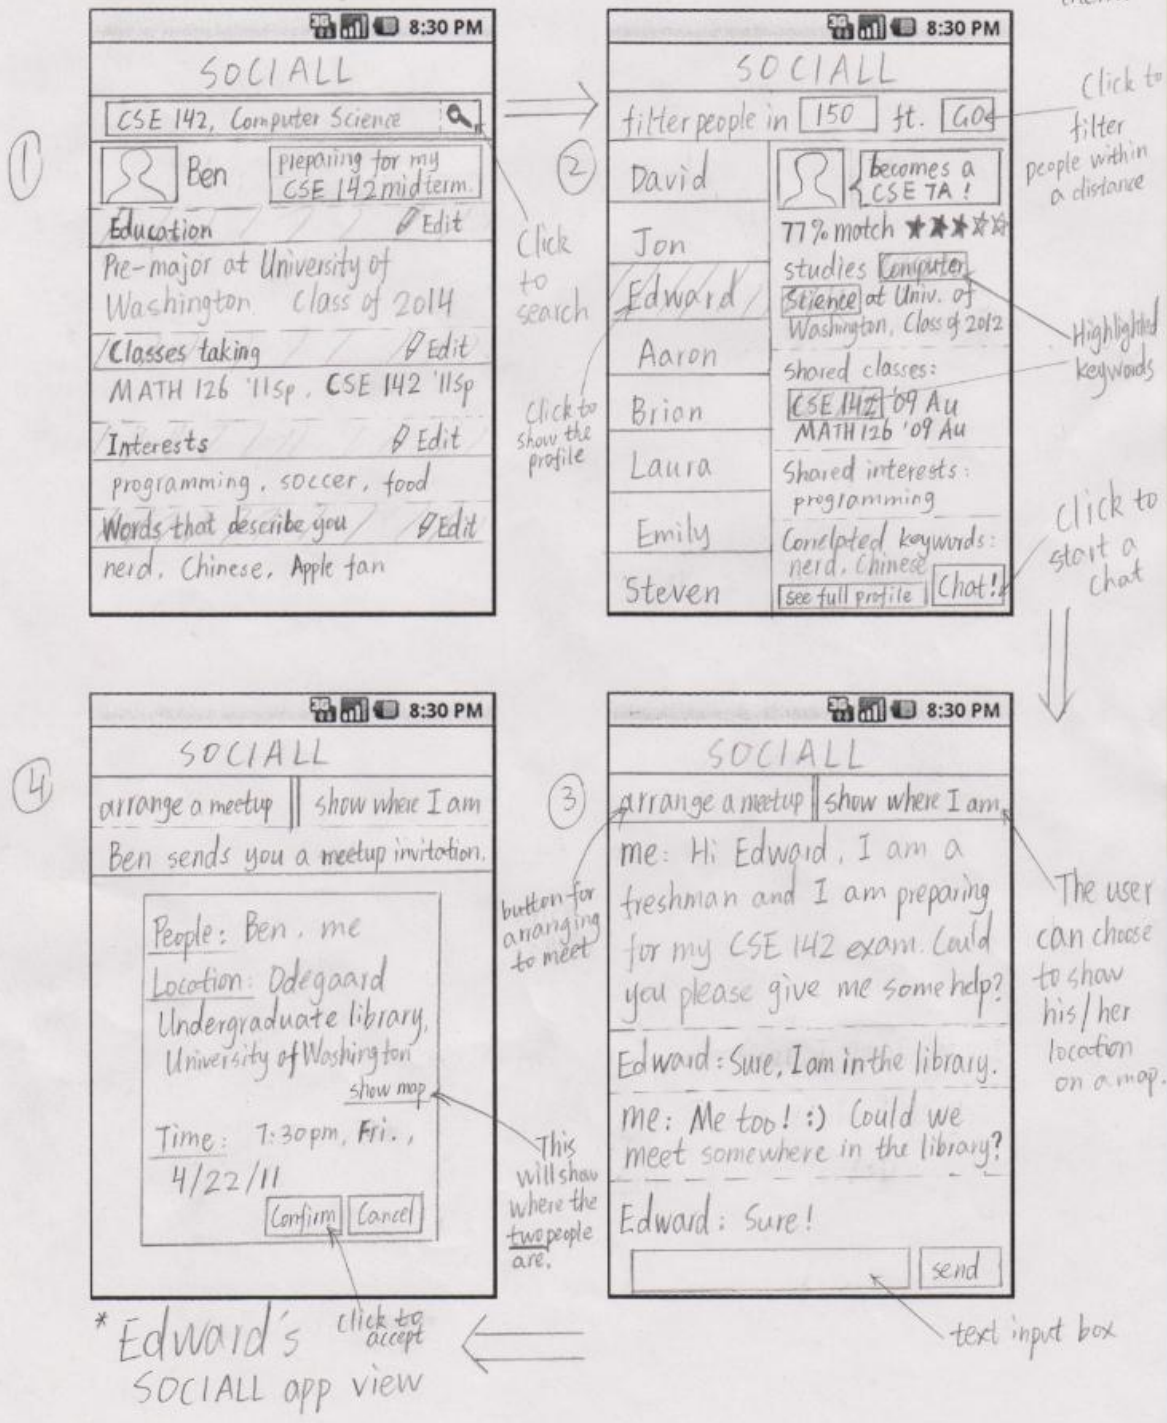 8:30 PM
SOCIALL
①
CSE 142, Computer Science
Ben
preparing for my
CSE 142 midterm.
Education
Edit
Pre-major at University of
Washington Class of 2014
Classes taking
Edit
MATH 126 '11sp, CSE 142 '11sp
Interests
Edit
programming, soccer, food
Words that describe you
Edit
nerd, Chinese, Apple fan
Click
to
search
8:30 PM
SOCIALL
②
filter people in 150 ft. GO
David
Jon
Edward
Aaron
Brian
Laura
Emily
Steven
becomes a
CSE TA!
77% match ★★★☆☆
studies Computer
Science at Univ. of
Washington, Class of 2012
Shared classes:
CSE 142 '09 Au
MATH 126 '09 Au
Shared interests:
programming
Correlated keywords:
nerd, Chinese
see full profile
Chat!
Click to
show the
profile
Click to
filter
people within
a distance
Highlighted
keywords
Click to
start a
chat
8:30 PM
SOCIALL
③
arrange a meetup
show where I am
me: Hi Edward, I am a
freshman and I am preparing
for my CSE 142 exam. Could
you please give me some help?
Edward: Sure, I am in the library.
me: Me too! :) Could we
meet somewhere in the library?
Edward: Sure!
send
button for
arranging
to meet
The user
can choose
to show
his/her
location
on a map.
text input box
8:30 PM
SOCIALL
④
arrange a meetup
show where I am
Ben sends you a meetup invitation.
People: Ben, me
Location: Odegaard
Undergraduate library,
University of Washington
show map
Time: 7:30pm, Fri.,
4/22/11
Confirm
Cancel
This
will show
where the
two people
are.
click to
accept
* Edward's
SOCIALL app view